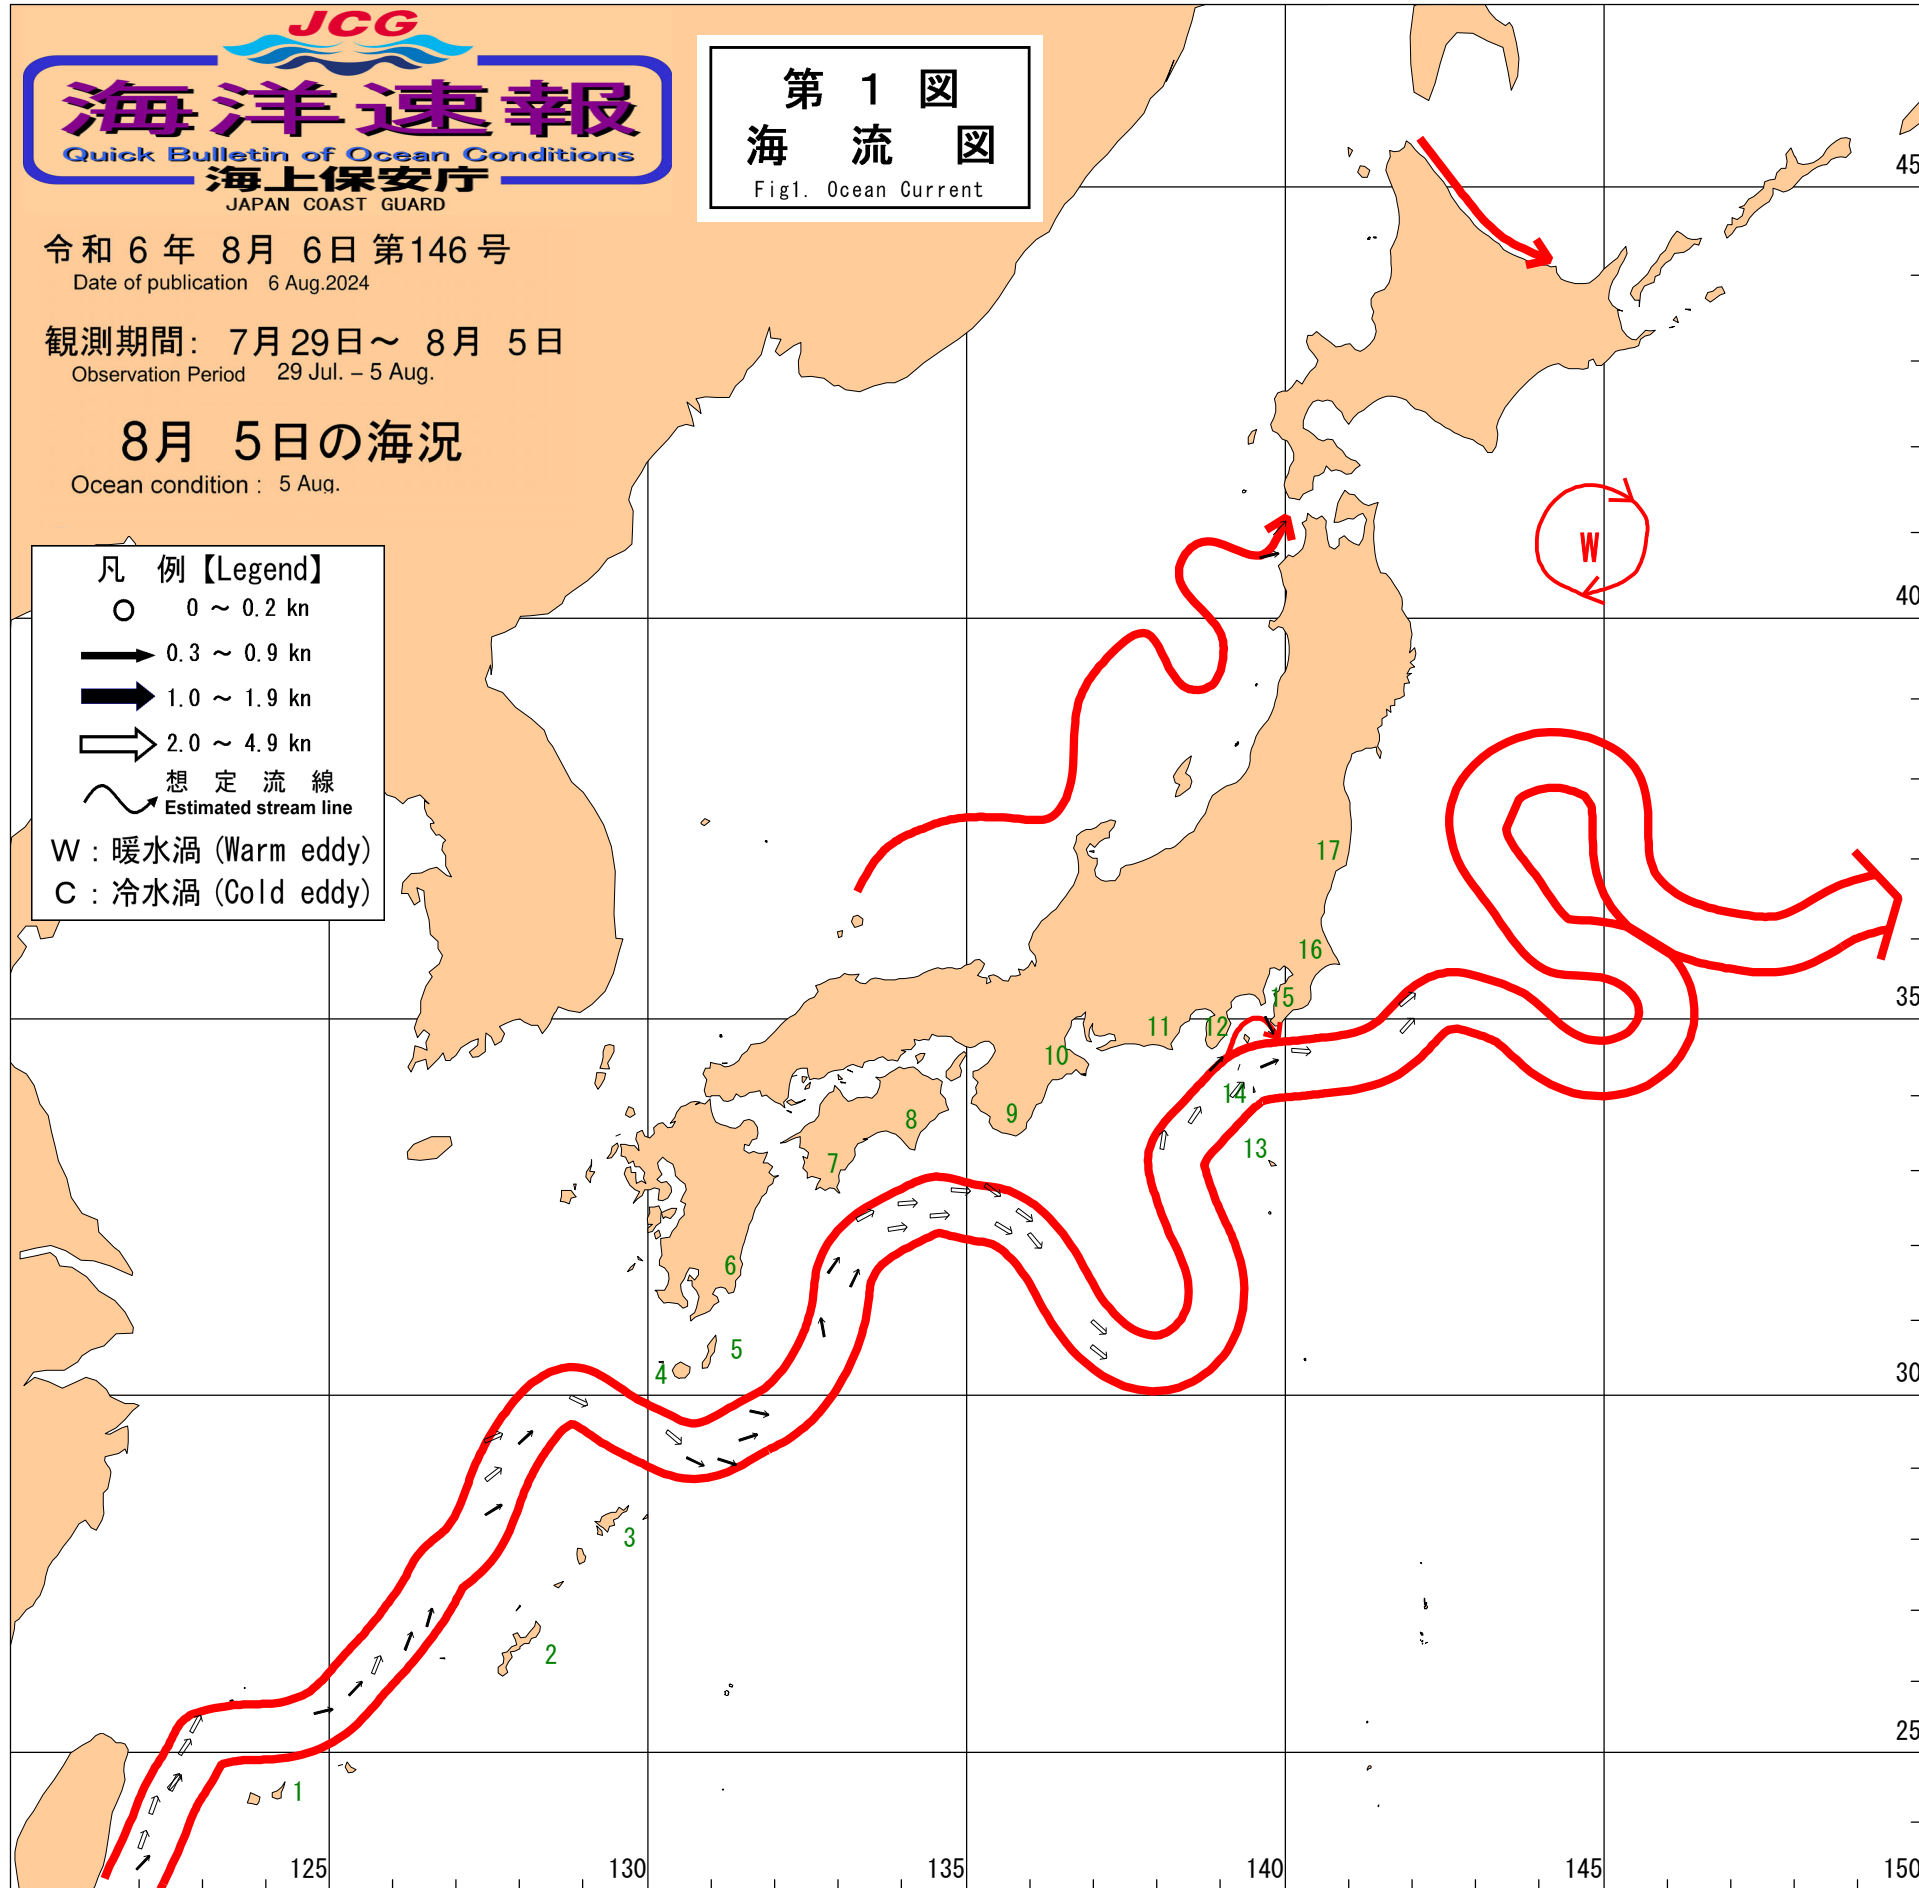 JCG
海洋速報
Quick Bulletin of Ocean Conditions
海上保安庁
JAPAN COAST GUARD
令和 6 年 8月 6日 第146号
Date of publication 6 Aug.2024
観測期間: 7月29日～ 8月 5日
Observation Period 29 Jul. – 5 Aug.
8月 5日の海況
Ocean condition : 5 Aug.
第 1 図
海 流 図
Fig1. Ocean Current
凡 例【Legend】
0 ～ 0.2 kn
0.3 ～ 0.9 kn
1.0 ～ 1.9 kn
2.0 ～ 4.9 kn
想 定 流 線
Estimated stream line
W : 暖水渦 (Warm eddy)
C : 冷水渦 (Cold eddy)
45
W
40
17
16
35
15
12
11
10
14
9
8
13
7
6
5
4
30
3
2
25
1
125
130
135
140
145
150